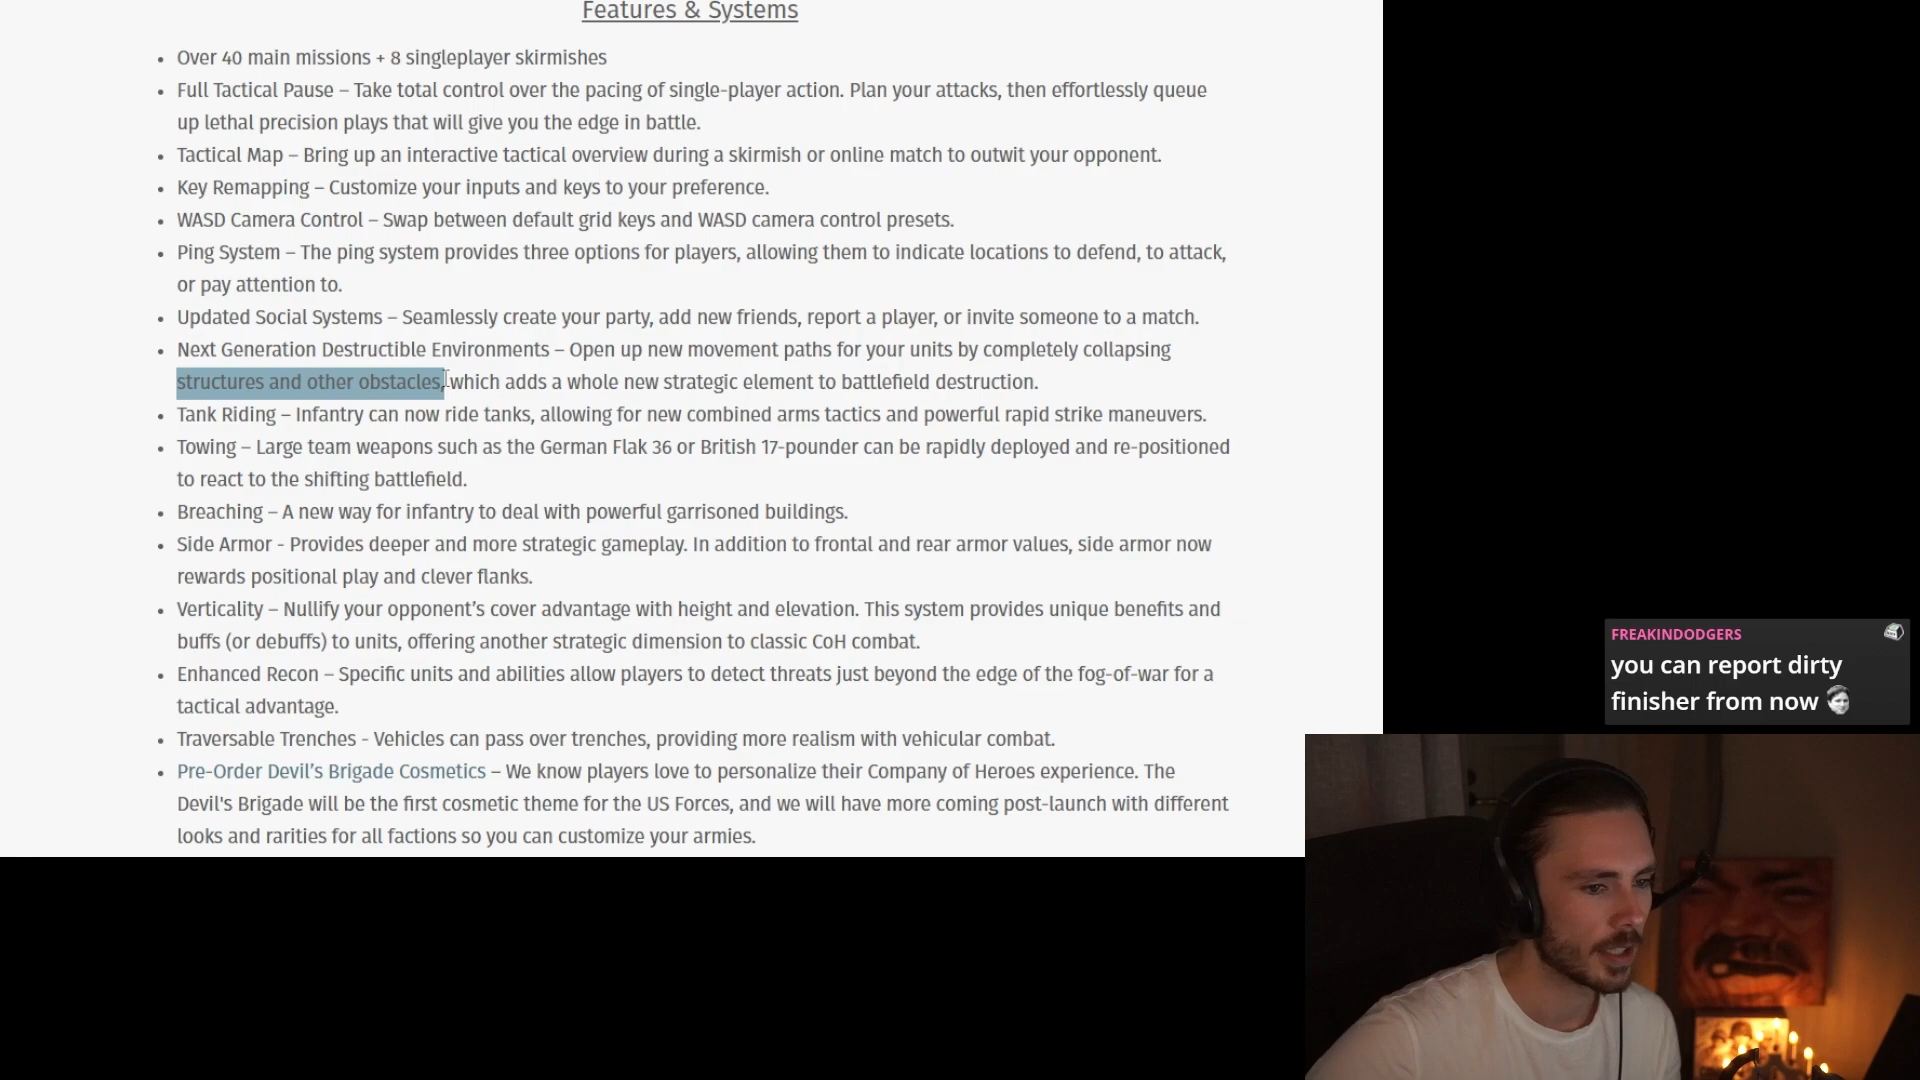 Features & Systems
• Over 40 main missions + 8 singleplayer skirmishes
• Full Tactical Pause – Take total control over the pacing of single-player action. Plan your attacks, then effortlessly queue
up lethal precision plays that will give you the edge in battle.
• Tactical Map – Bring up an interactive tactical overview during a skirmish or online match to outwit your opponent.
• Key Remapping – Customize your inputs and keys to your preference.
• WASD Camera Control – Swap between default grid keys and WASD camera control presets.
• Ping System – The ping system provides three options for players, allowing them to indicate locations to defend, to attack,
or pay attention to.
• Updated Social Systems – Seamlessly create your party, add new friends, report a player, or invite someone to a match.
• Next Generation Destructible Environments – Open up new movement paths for your units by completely collapsing
structures and other obstacles, which adds a whole new strategic element to battlefield destruction.
• Tank Riding – Infantry can now ride tanks, allowing for new combined arms tactics and powerful rapid strike maneuvers.
• Towing – Large team weapons such as the German Flak 36 or British 17-pounder can be rapidly deployed and re-positioned
to react to the shifting battlefield.
• Breaching – A new way for infantry to deal with powerful garrisoned buildings.
• Side Armor - Provides deeper and more strategic gameplay. In addition to frontal and rear armor values, side armor now
rewards positional play and clever flanks.
• Verticality – Nullify your opponent’s cover advantage with height and elevation. This system provides unique benefits and
buffs (or debuffs) to units, offering another strategic dimension to classic CoH combat.
• Enhanced Recon – Specific units and abilities allow players to detect threats just beyond the edge of the fog-of-war for a
tactical advantage.
• Traversable Trenches - Vehicles can pass over trenches, providing more realism with vehicular combat.
• Pre-Order Devil’s Brigade Cosmetics – We know players love to personalize their Company of Heroes experience. The
Devil's Brigade will be the first cosmetic theme for the US Forces, and we will have more coming post-launch with different
looks and rarities for all factions so you can customize your armies.
FREAKINDODGERS
you can report dirty
finisher from now